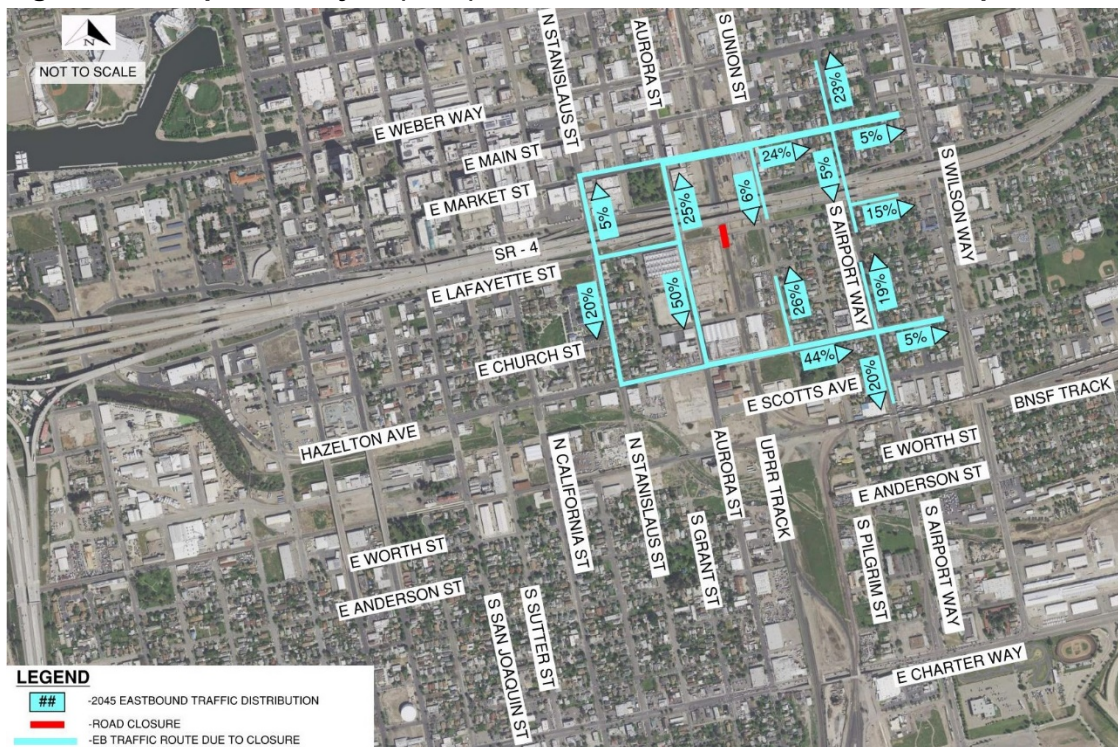 N
NOT TO SCALE
N STANISLAUS ST
AURORA ST
S UNION ST
E WEBER WAY
E MAIN ST
E MARKET ST
SR - 4
E LAFAYETTE ST
E CHURCH ST
HAZELTON AVE
S WILSON WAY
S AIRPORT WAY
23%
5%
24%
5%
6%
15%
25%
5%
50%
20%
26%
19%
44%
5%
20%
E SCOTTS AVE
BNSF TRACK
E WORTH ST
E ANDERSON ST
N CALIFORNIA ST
N STANISLAUS ST
S GRANT ST
AURORA ST
UPRR TRACK
S PILGRIM ST
S AIRPORT WAY
E WORTH ST
E ANDERSON ST
S SAN JOAQUIN ST
S SUTTER ST
E CHARTER WAY
LEGEND
## -2045 EASTBOUND TRAFFIC DISTRIBUTION
-ROAD CLOSURE
-EB TRAFFIC ROUTE DUE TO CLOSURE